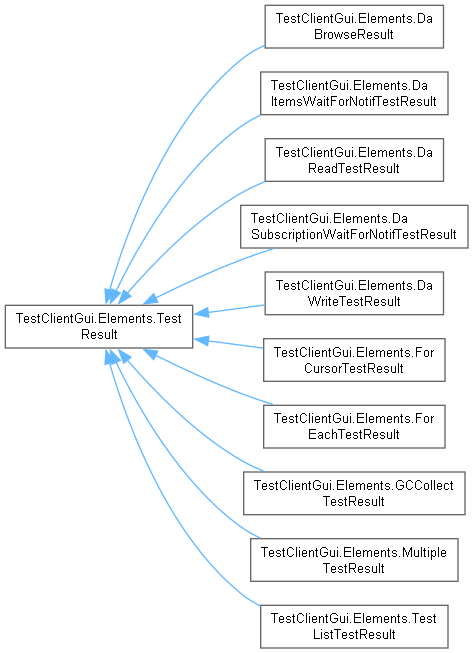 TestClientGui.Elements.Da
BrowseResult
TestClientGui.Elements.Da
ItemsWaitForNotifTestResult
TestClientGui.Elements.Da
ReadTestResult
TestClientGui.Elements.Da
SubscriptionWaitForNotifTestResult
TestClientGui.Elements.Da
WriteTestResult
TestClientGui.Elements.Test
Result
TestClientGui.Elements.For
CursorTestResult
TestClientGui.Elements.For
EachTestResult
TestClientGui.Elements.GCCollect
TestResult
TestClientGui.Elements.Multiple
TestResult
TestClientGui.Elements.Test
ListTestResult